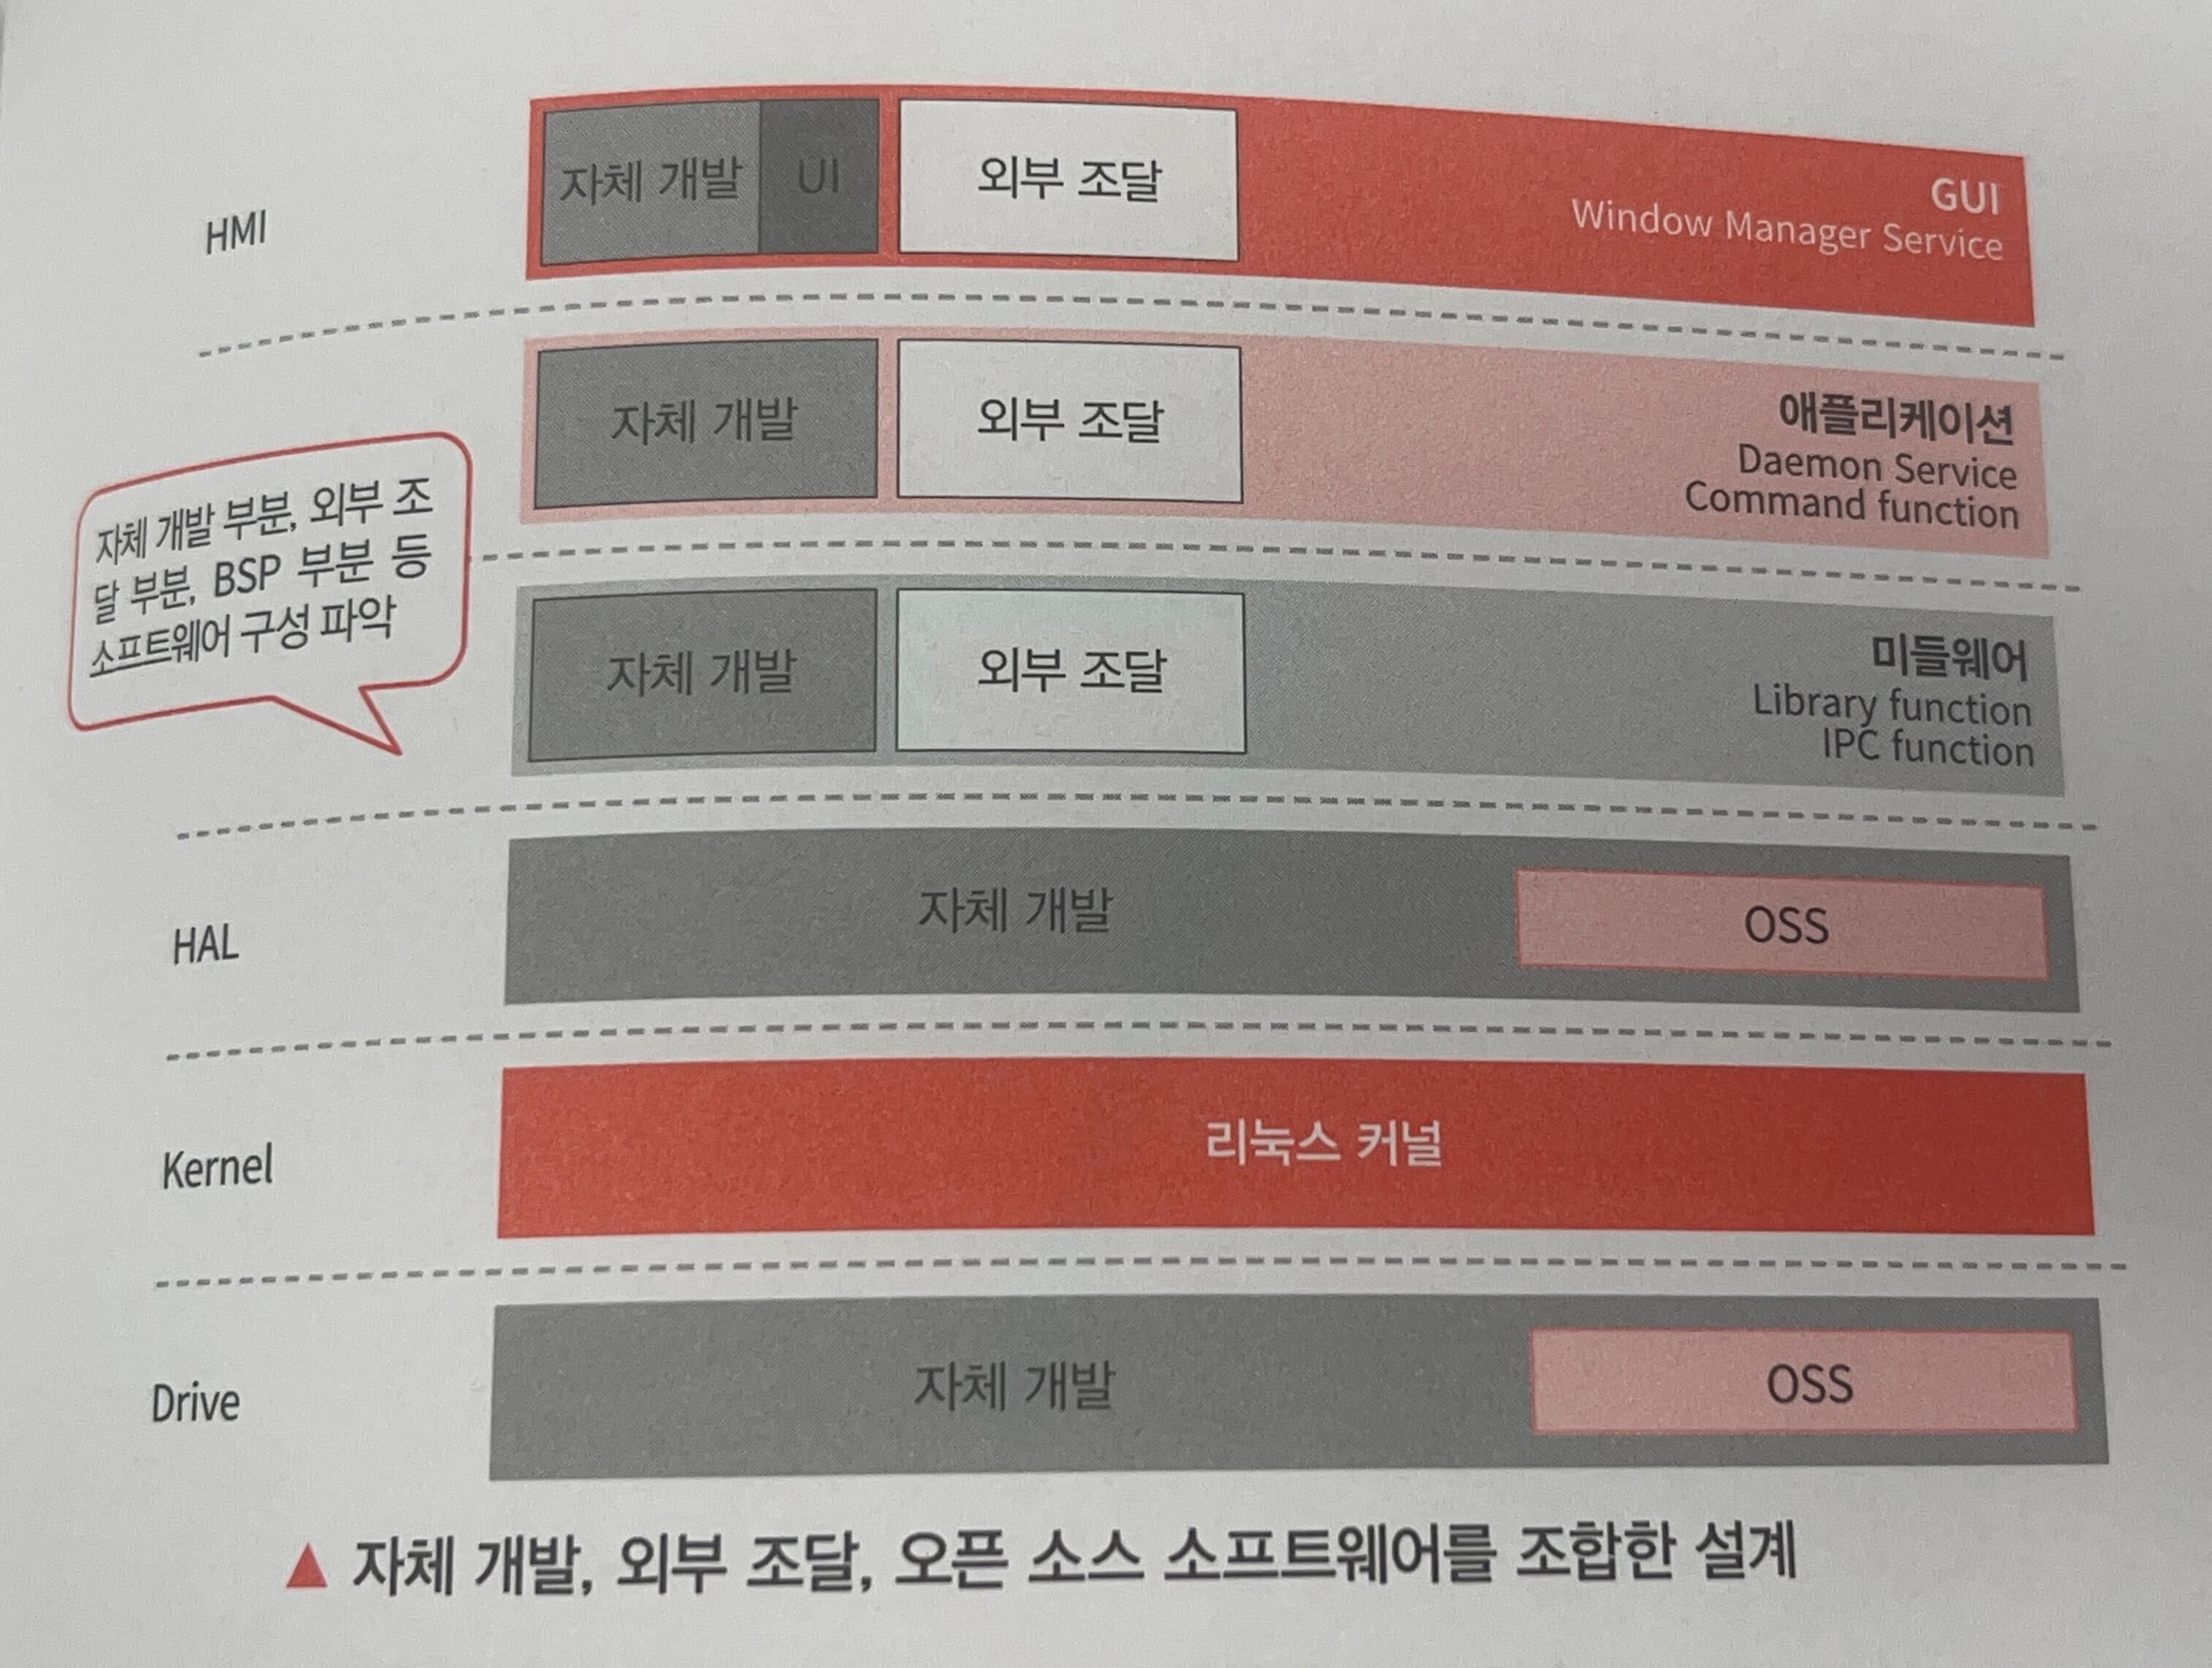 HMI
자체 개발
UI
외부 조달
GUI
Window Manager Service
자체 개발
외부 조달
애플리케이션
Daemon Service
Command function
자체 개발 부분, 외부 조
달 부분, BSP 부분 등
소프트웨어 구성 파악
자체 개발
외부 조달
미들웨어
Library function
IPC function
HAL
자체 개발
OSS
Kernel
리눅스 커널
Drive
자체 개발
OSS
▲ 자체 개발, 외부 조달, 오픈 소스 소프트웨어를 조합한 설계